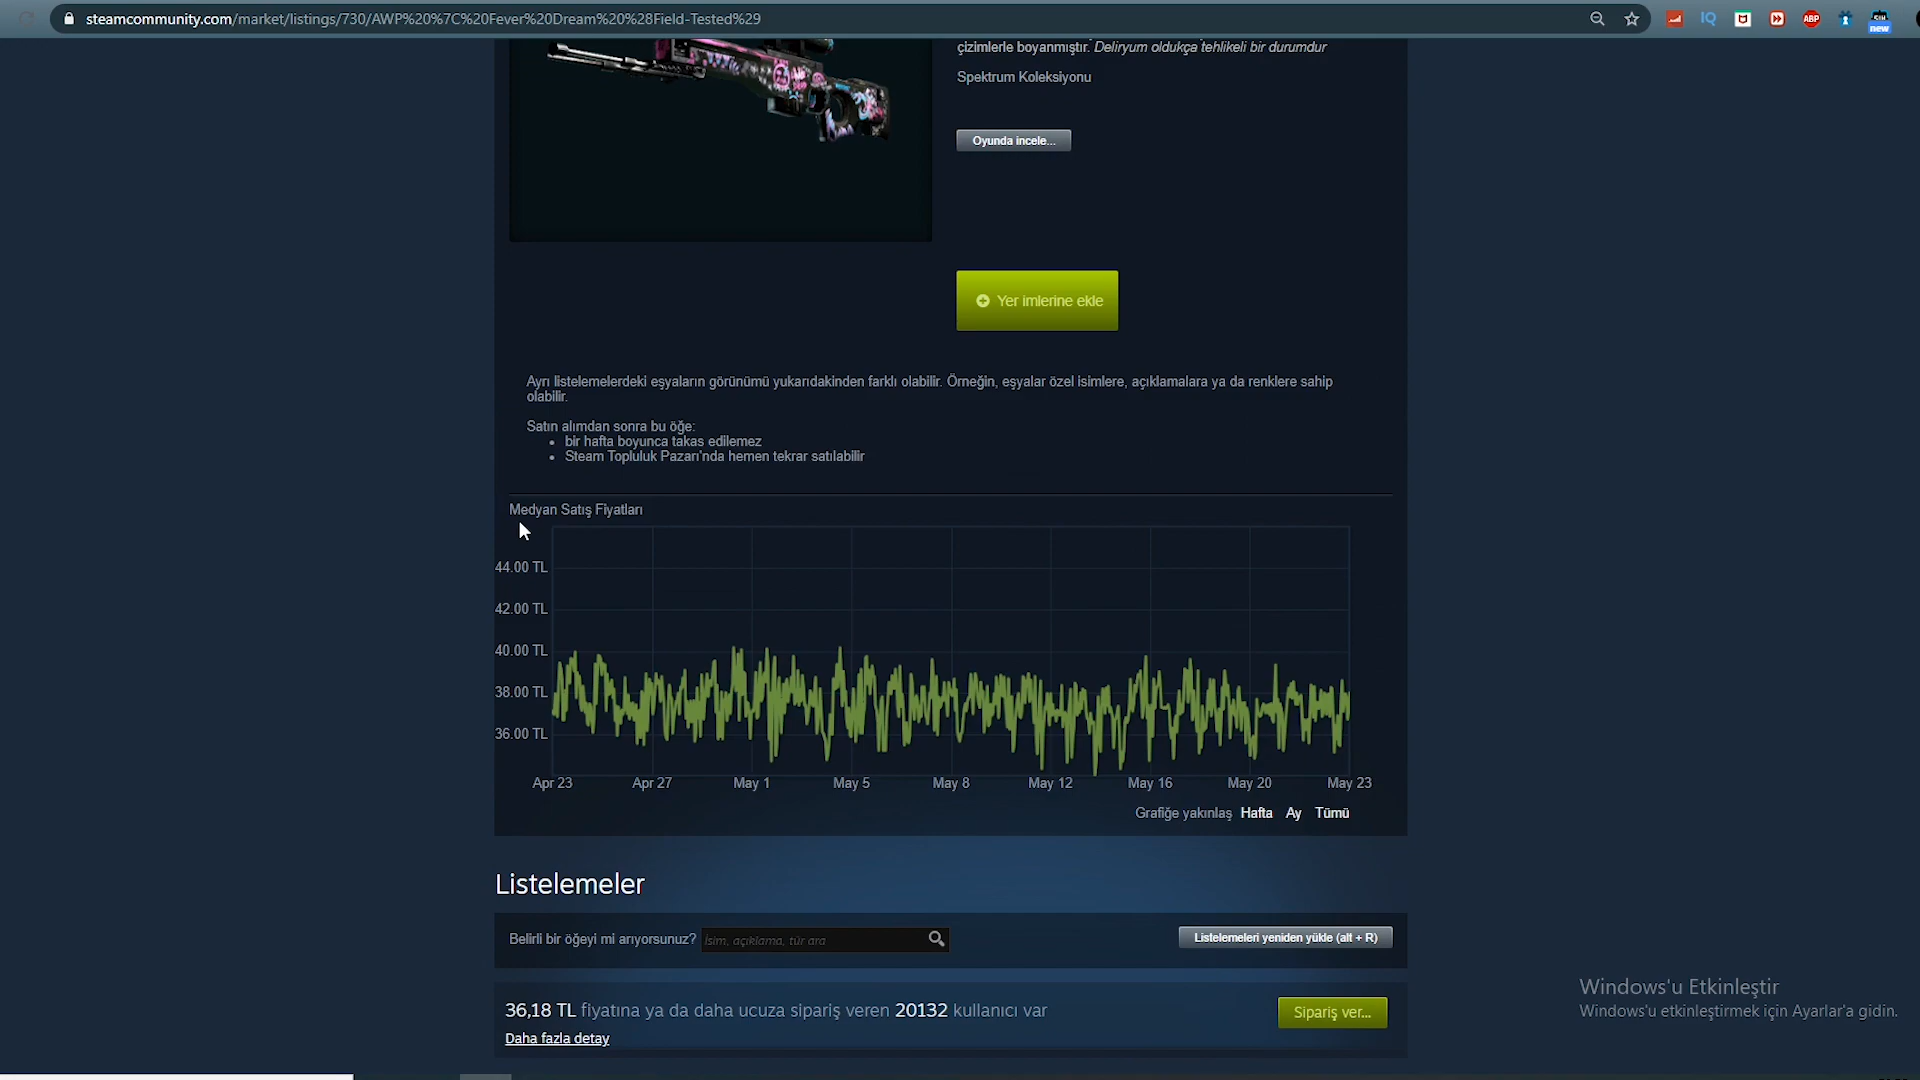 steamcommunity.com/market/listings/730/AWP%20%7C%20Fever%20Dream%20%28Field-Tested%29
IQ
ABP
new
çizimlerle boyanmıştır. Deliryum oldukça tehlikeli bir durumdur
Spektrum Koleksiyonu
Oyunda incele...
Yer imlerine ekle
Ayrı listelemelerdeki eşyaların görünümü yukarıdakinden farklı olabilir. Örneğin, eşyalar özel isimlere, açıklamalara ya da renklere sahip
olabilir.
Satın alımdan sonra bu öğe:
bir hafta boyunca takas edilemez
Steam Topluluk Pazarı'nda hemen tekrar satılabilir
Medyan Satış Fiyatları
44.00 TL
42.00 TL
40.00 TL
38.00 TL
36.00 TL
Apr 23 Apr 27 May 1 May 5 May 8 May 12 May 16 May 20 May 23
Grafiğe yakınlaş Hafta Ay Tümü
Listelemeler
Belirli bir öğeyi mi arıyorsunuz? İsim, açıklama, tür ara
Listelemeleri yeniden yükle (alt + R)
36,18 TL fiyatına ya da daha ucuza sipariş veren 20132 kullanıcı var
Sipariş ver...
Daha fazla detay
Windows'u Etkinleştir
Windows'u etkinleştirmek için Ayarlar'a gidin.